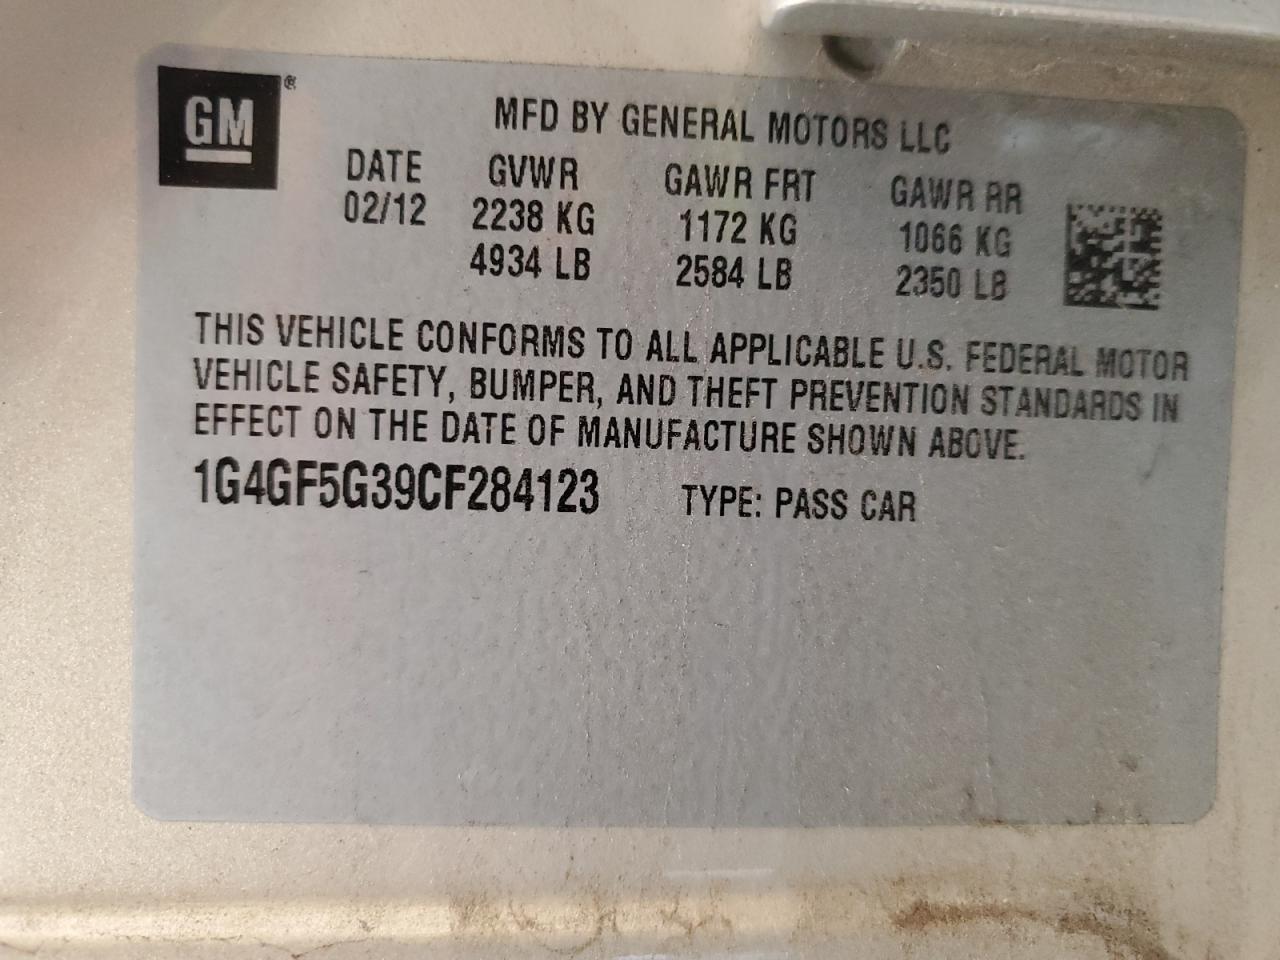 GM ®
MFD BY GENERAL MOTORS LLC
DATE GVWR GAWR FRT GAWR RR
02/12 2238 KG 1172 KG 1066 KG
4934 LB 2584 LB 2350 LB
THIS VEHICLE CONFORMS TO ALL APPLICABLE U.S. FEDERAL MOTOR
VEHICLE SAFETY, BUMPER, AND THEFT PREVENTION STANDARDS IN
EFFECT ON THE DATE OF MANUFACTURE SHOWN ABOVE.
1G4GF5G39CF284123 TYPE: PASS CAR